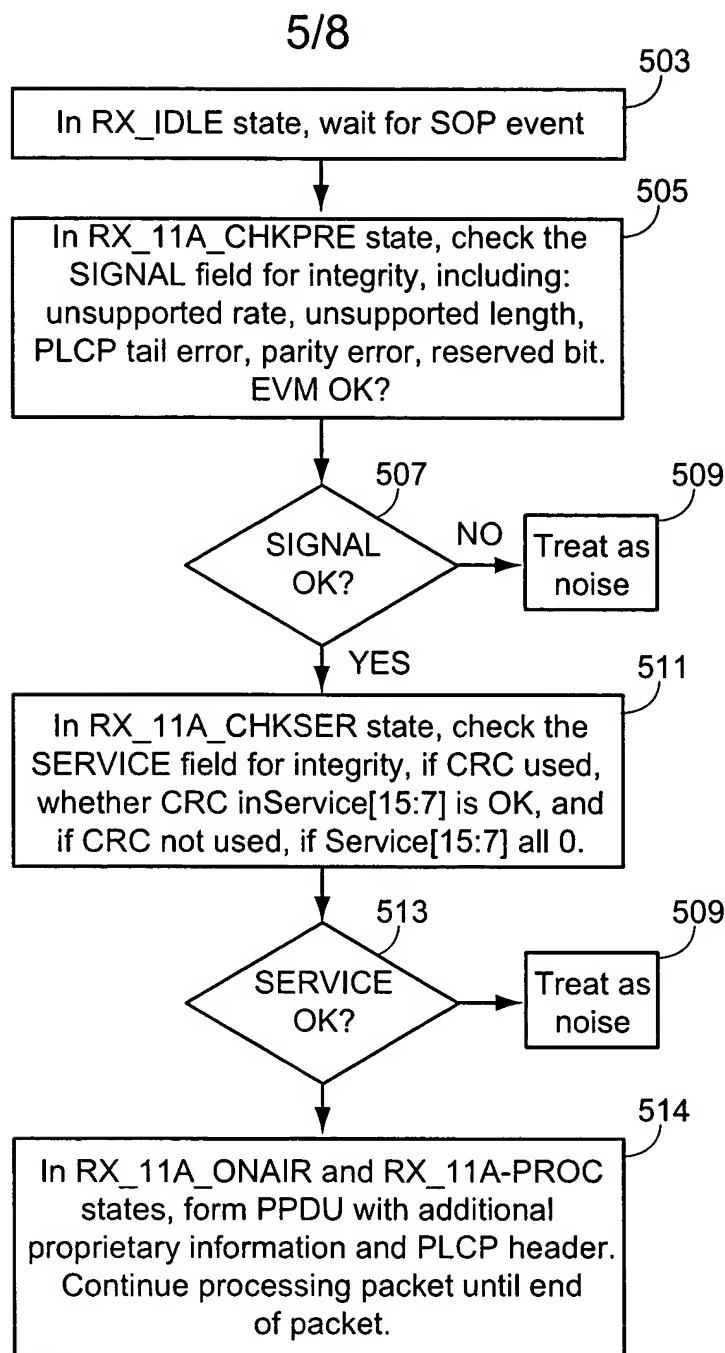 5/8
503
In RX_IDLE state, wait for SOP event
505
In RX_11A_CHKPRE state, check the
SIGNAL field for integrity, including:
unsupported rate, unsupported length,
PLCP tail error, parity error, reserved bit.
EVM OK?
507
509
SIGNAL
OK?
NO
Treat as
noise
YES
511
In RX_11A_CHKSER state, check the
SERVICE field for integrity, if CRC used,
whether CRC inService[15:7] is OK, and
if CRC not used, if Service[15:7] all 0.
513
509
SERVICE
OK?
Treat as
noise
514
In RX_11A_ONAIR and RX_11A-PROC
states, form PPDU with additional
proprietary information and PLCP header.
Continue processing packet until end
of packet.